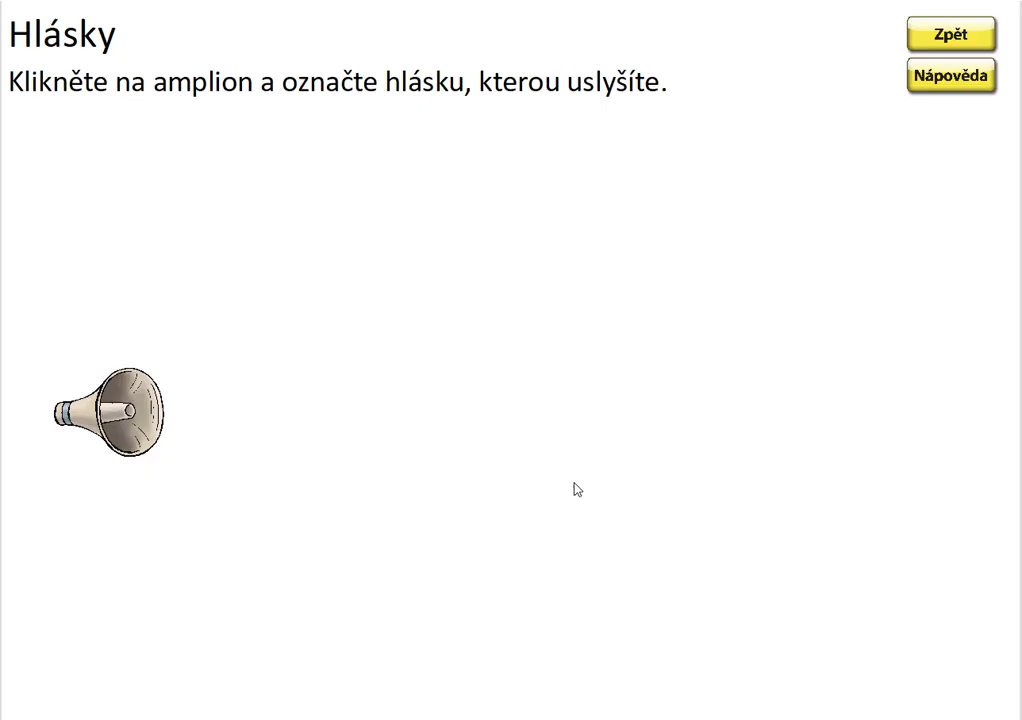 Hlásky
Zpět
Klikněte na amplion a označte hlásku, kterou uslyšíte.
Nápověda